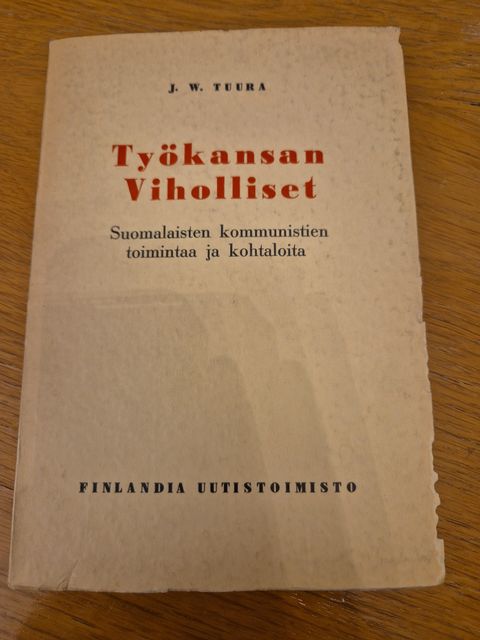 J. W. TUURA
Työkansan
Viholliset
Suomalaisten kommunistien
toimintaa ja kohtaloita
FINLANDIA UUTISTOIMISTO